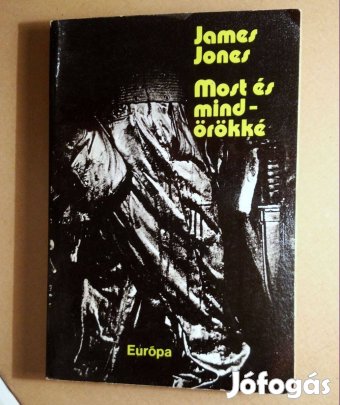 James
Jones
Most és
mind-
örökké
Európa
Jófogás